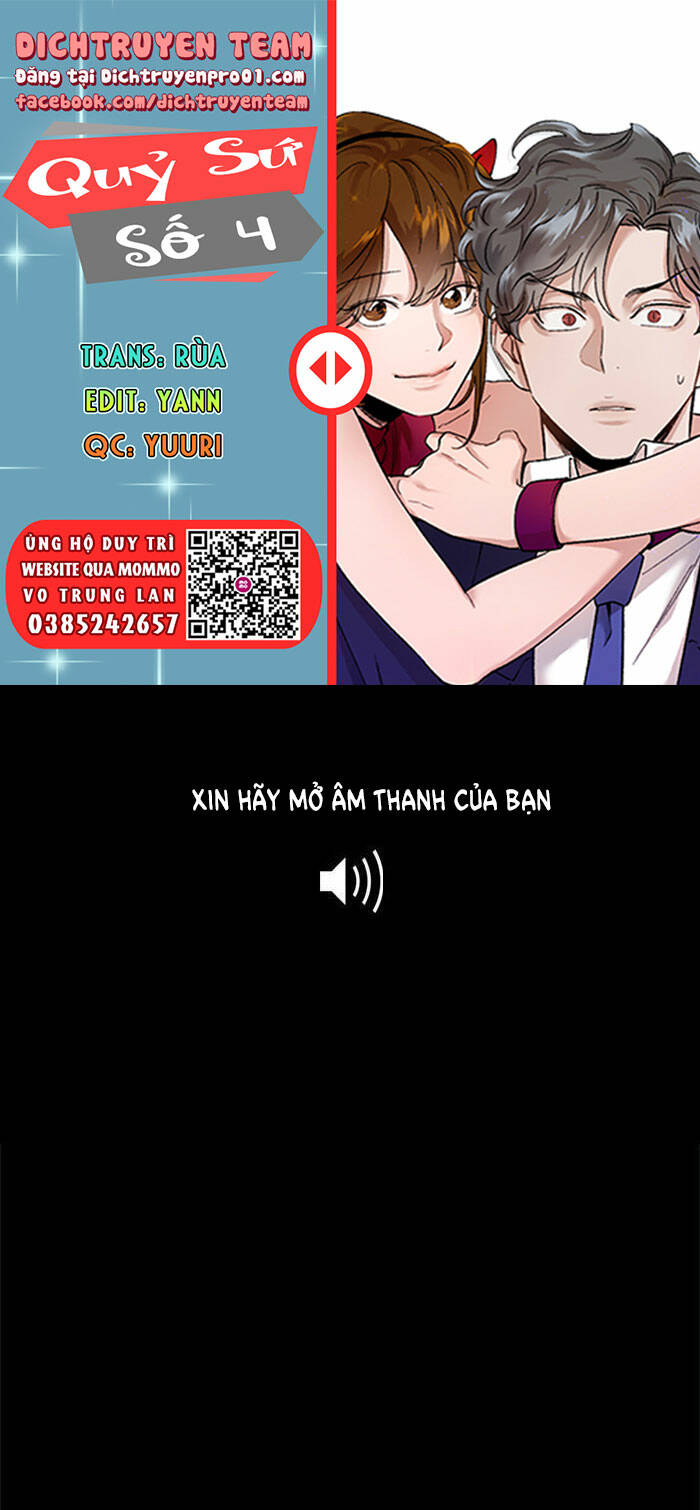 DICHTRUYEN TEAM
Đăng tại Dichtruyenpro01.com
facebook.com/dichtruyenteam
Quỷ Sứ
Số 4
TRANS: RÙA
EDIT: YANN
QC: YUURI
ỦNG HỘ DUY TRÌ
WEBSITE QUA MOMMO
VO TRUNG LAN
0385242657
XIN HÃY MỞ ÂM THANH CỦA BẠN